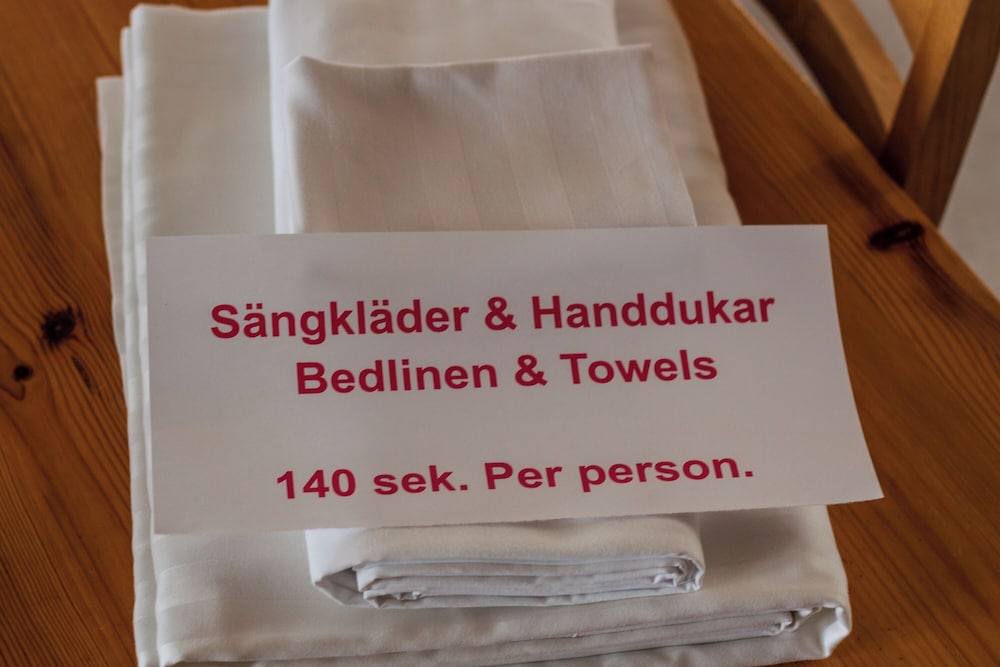 Sängkläder & Handdukar
Bedlinen & Towels
140 sek. Per person.